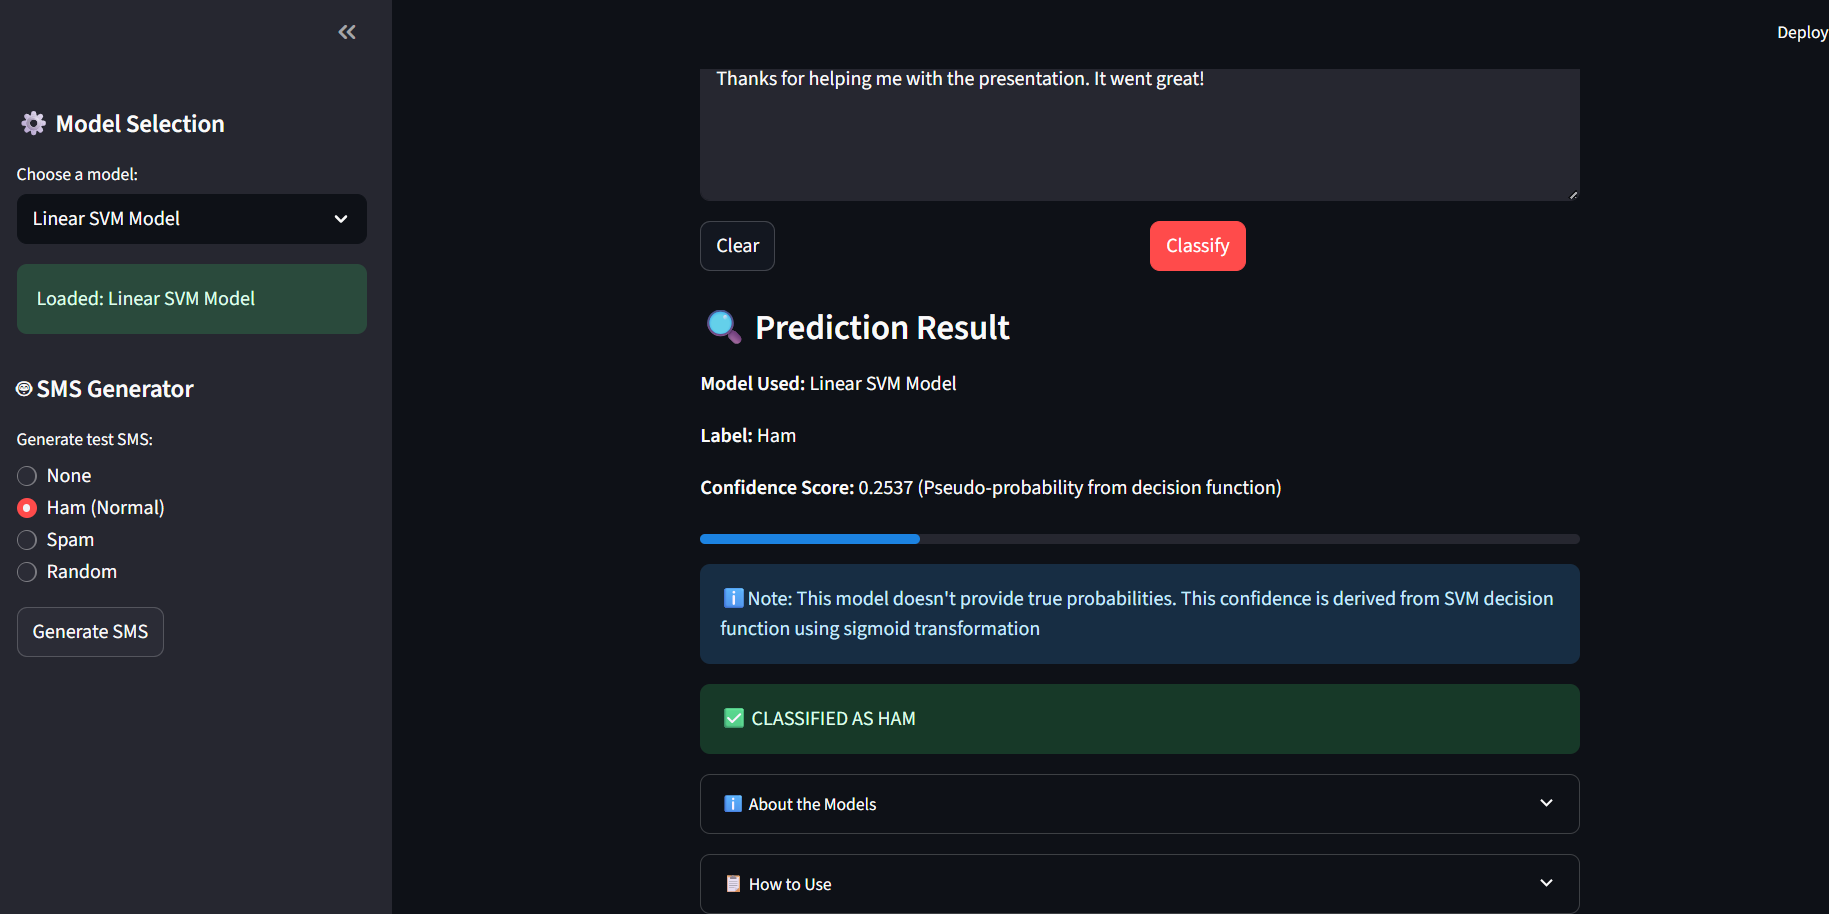 Deploy
Model Selection
Choose a model:
Linear SVM Model
Loaded: Linear SVM Model
SMS Generator
Generate test SMS:
None
Ham (Normal)
Spam
Random
Generate SMS
Thanks for helping me with the presentation. It went great!
Clear
Classify
Prediction Result
Model Used: Linear SVM Model
Label: Ham
Confidence Score: 0.2537 (Pseudo-probability from decision function)
Note: This model doesn't provide true probabilities. This confidence is derived from SVM decision
function using sigmoid transformation
CLASSIFIED AS HAM
About the Models
How to Use